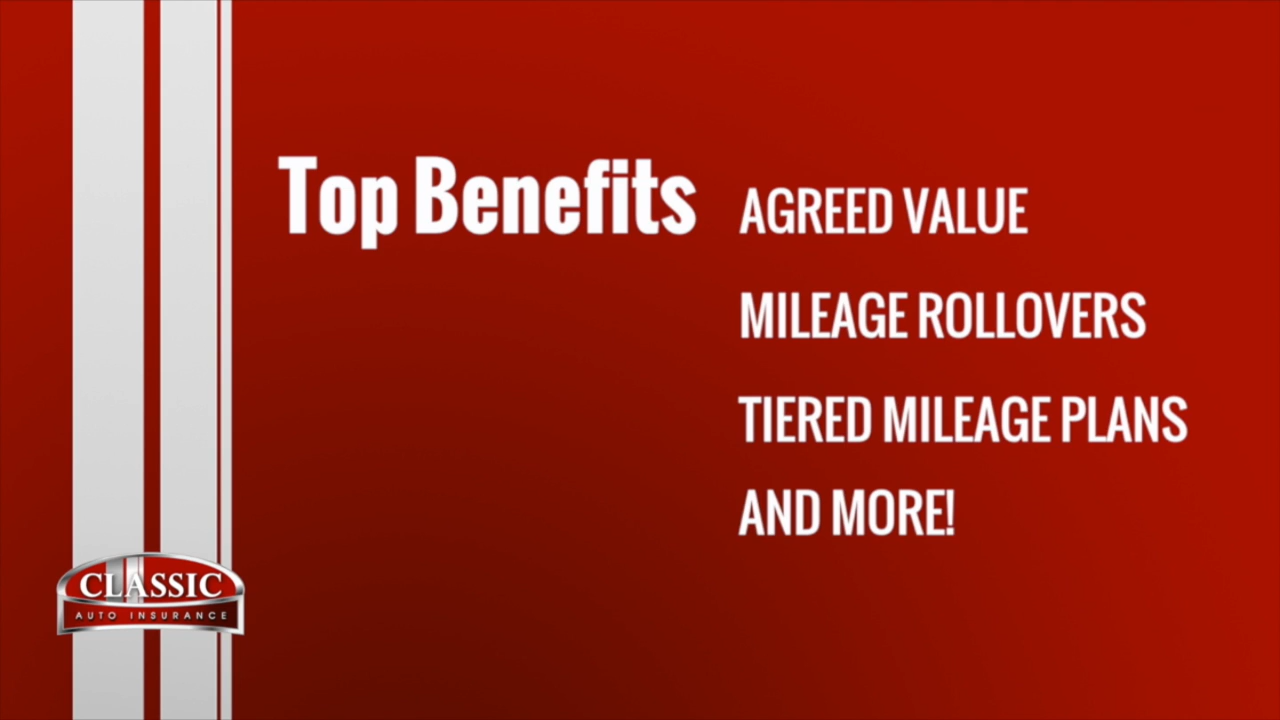 Top Benefits
AGREED VALUE
MILEAGE ROLLOVERS
TIERED MILEAGE PLANS
AND MORE!
CLASSIC
AUTO INSURANCE